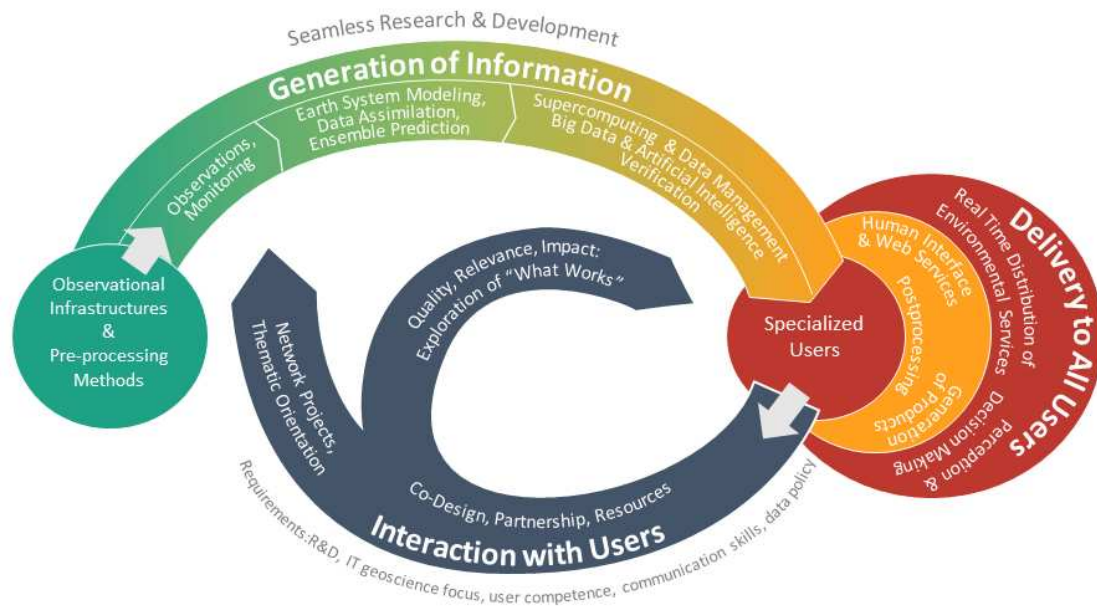 Seamless Research & Development
Generation of Information
Observations,
Monitoring
Earth System Modeling,
Data Assimilation,
Ensemble Prediction
Supercomputing & Data Management
Big Data & Artificial Intelligence
Verification
Observational
Infrastructures
&
Pre-processing
Methods
Quality, Relevance, Impact:
Exploration of “What Works”
Network Projects,
Thematic Orientation
Co-Design, Partnership, Resources
Interaction with Users
Requirements:R&D, IT geoscience focus, user competence, communication skills, data policy
Specialized
Users
Human Interface
& Web Services
Postprocessing
Generation
of Products
Real Time Distribution of
Environmental Services
Perception &
Decision Making
Delivery to All Users